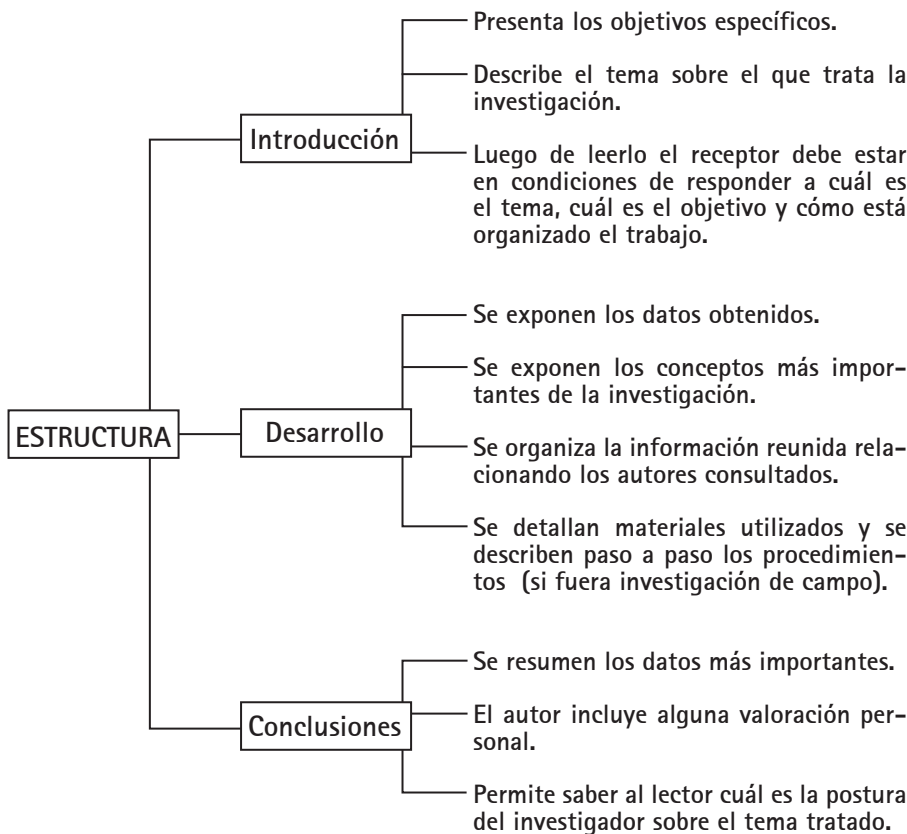 ESTRUCTURA
Introducción
Presenta los objetivos específicos.
Describe el tema sobre el que trata la
investigación.
Luego de leerlo el receptor debe estar
en condiciones de responder a cuál es
el tema, cuál es el objetivo y cómo está
organizado el trabajo.
Desarrollo
Se exponen los datos obtenidos.
Se exponen los conceptos más impor-
tantes de la investigación.
Se organiza la información reunida rela-
cionando los autores consultados.
Se detallan materiales utilizados y se
describen paso a paso los procedimien-
tos (si fuera investigación de campo).
Conclusiones
Se resumen los datos más importantes.
El autor incluye alguna valoración per-
sonal.
Permite saber al lector cuál es la postura
del investigador sobre el tema tratado.